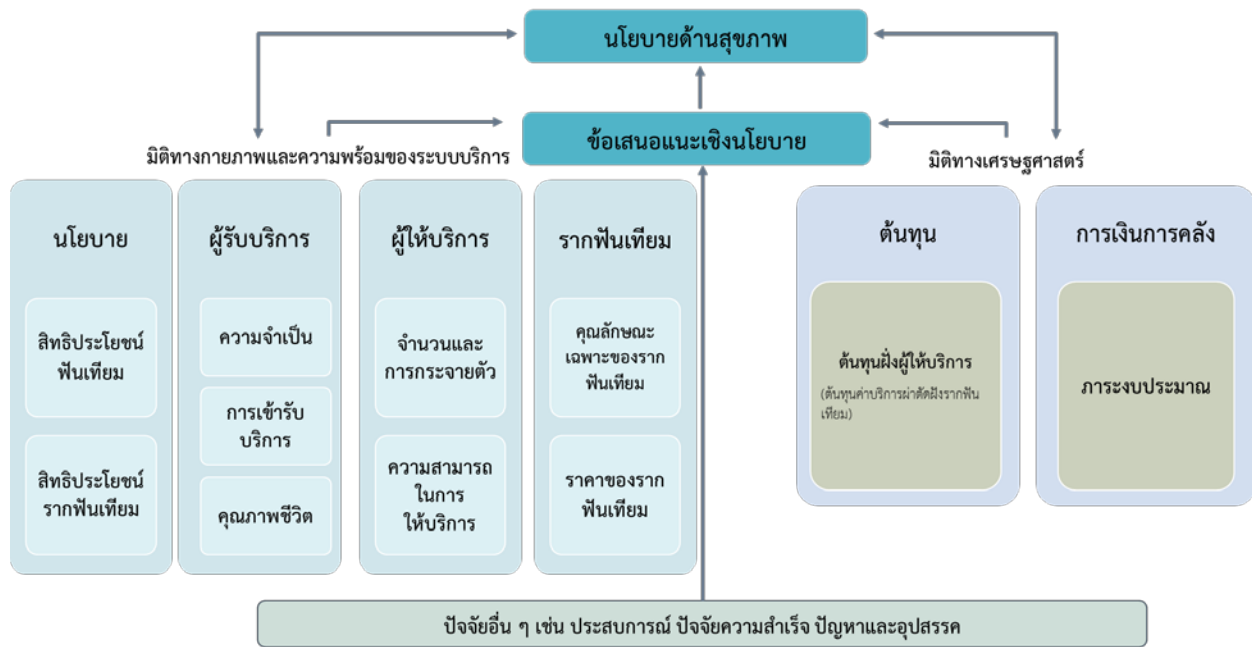 นโยบายด้านสุขภาพ
ข้อเสนอแนะเชิงนโยบาย
มิติทางกายภาพและความพร้อมของระบบบริการ
มิติทางเศรษฐศาสตร์
นโยบาย
สิทธิประโยชน์
ฟันเทียม
สิทธิประโยชน์
รากฟันเทียม
ผู้รับบริการ
ความจำเป็น
การเข้ารับ
บริการ
คุณภาพชีวิต
ผู้ให้บริการ
จำนวนและ
การกระจายตัว
ความสามารถ
ในการ
ให้บริการ
รากฟันเทียม
คุณลักษณะ
เฉพาะของราก
ฟันเทียม
ราคาของราก
ฟันเทียม
ต้นทุน
ต้นทุนฝั่งผู้ให้บริการ
(ต้นทุนค่าบริการผ่าตัดฝังรากฟัน
เทียม)
การเงินการคลัง
ภาระงบประมาณ
ปัจจัยอื่น ๆ เช่น ประสบการณ์ ปัจจัยความสำเร็จ ปัญหาและอุปสรรค